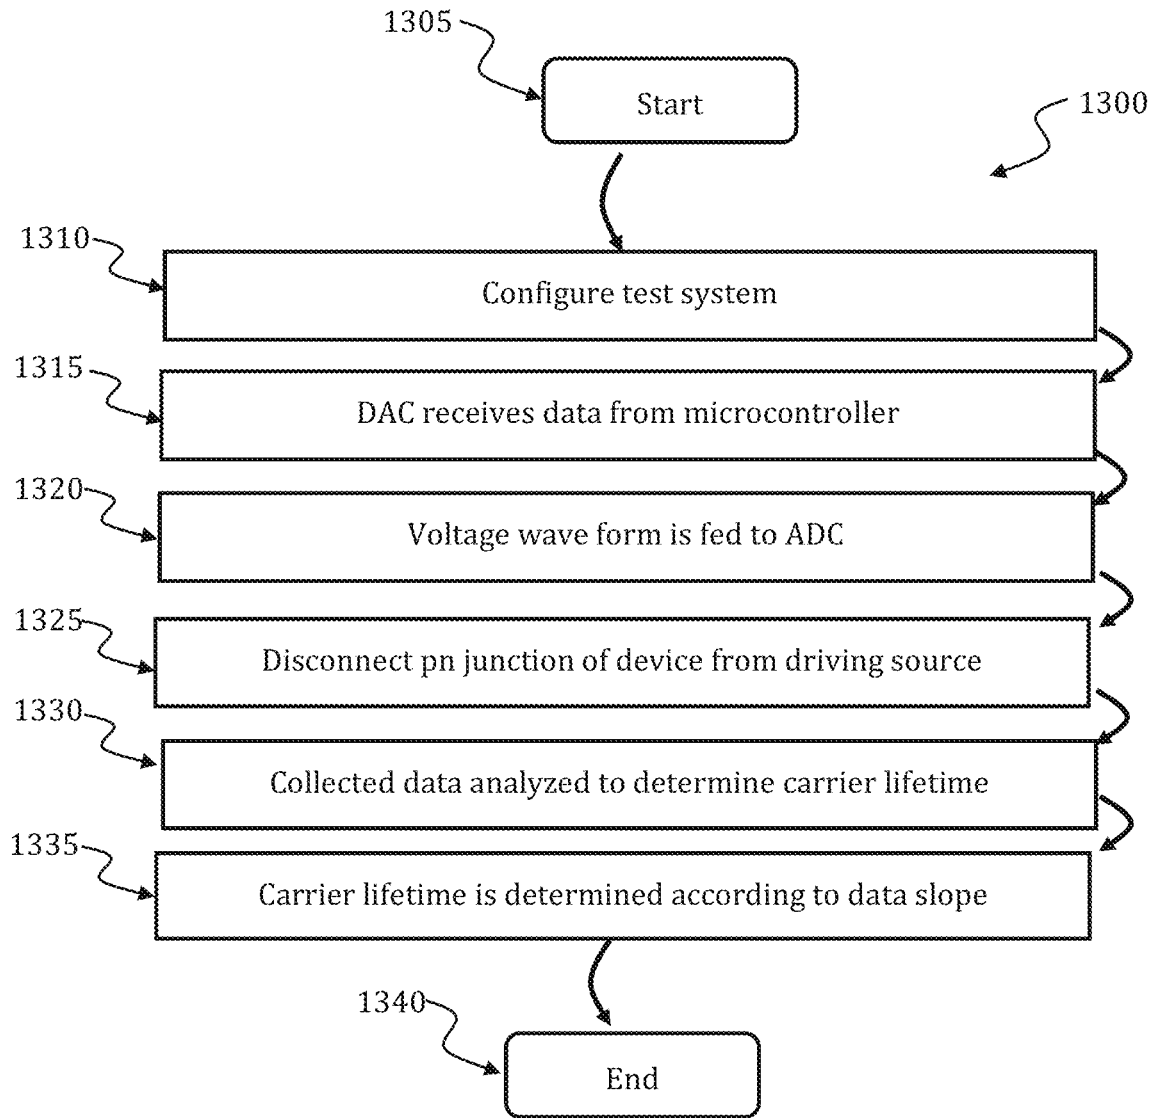 1305
Start
1300
1310
Configure test system
1315
DAC receives data from microcontroller
1320
Voltage wave form is fed to ADC
1325
Disconnect pn junction of device from driving source
1330
Collected data analyzed to determine carrier lifetime
1335
Carrier lifetime is determined according to data slope
1340
End